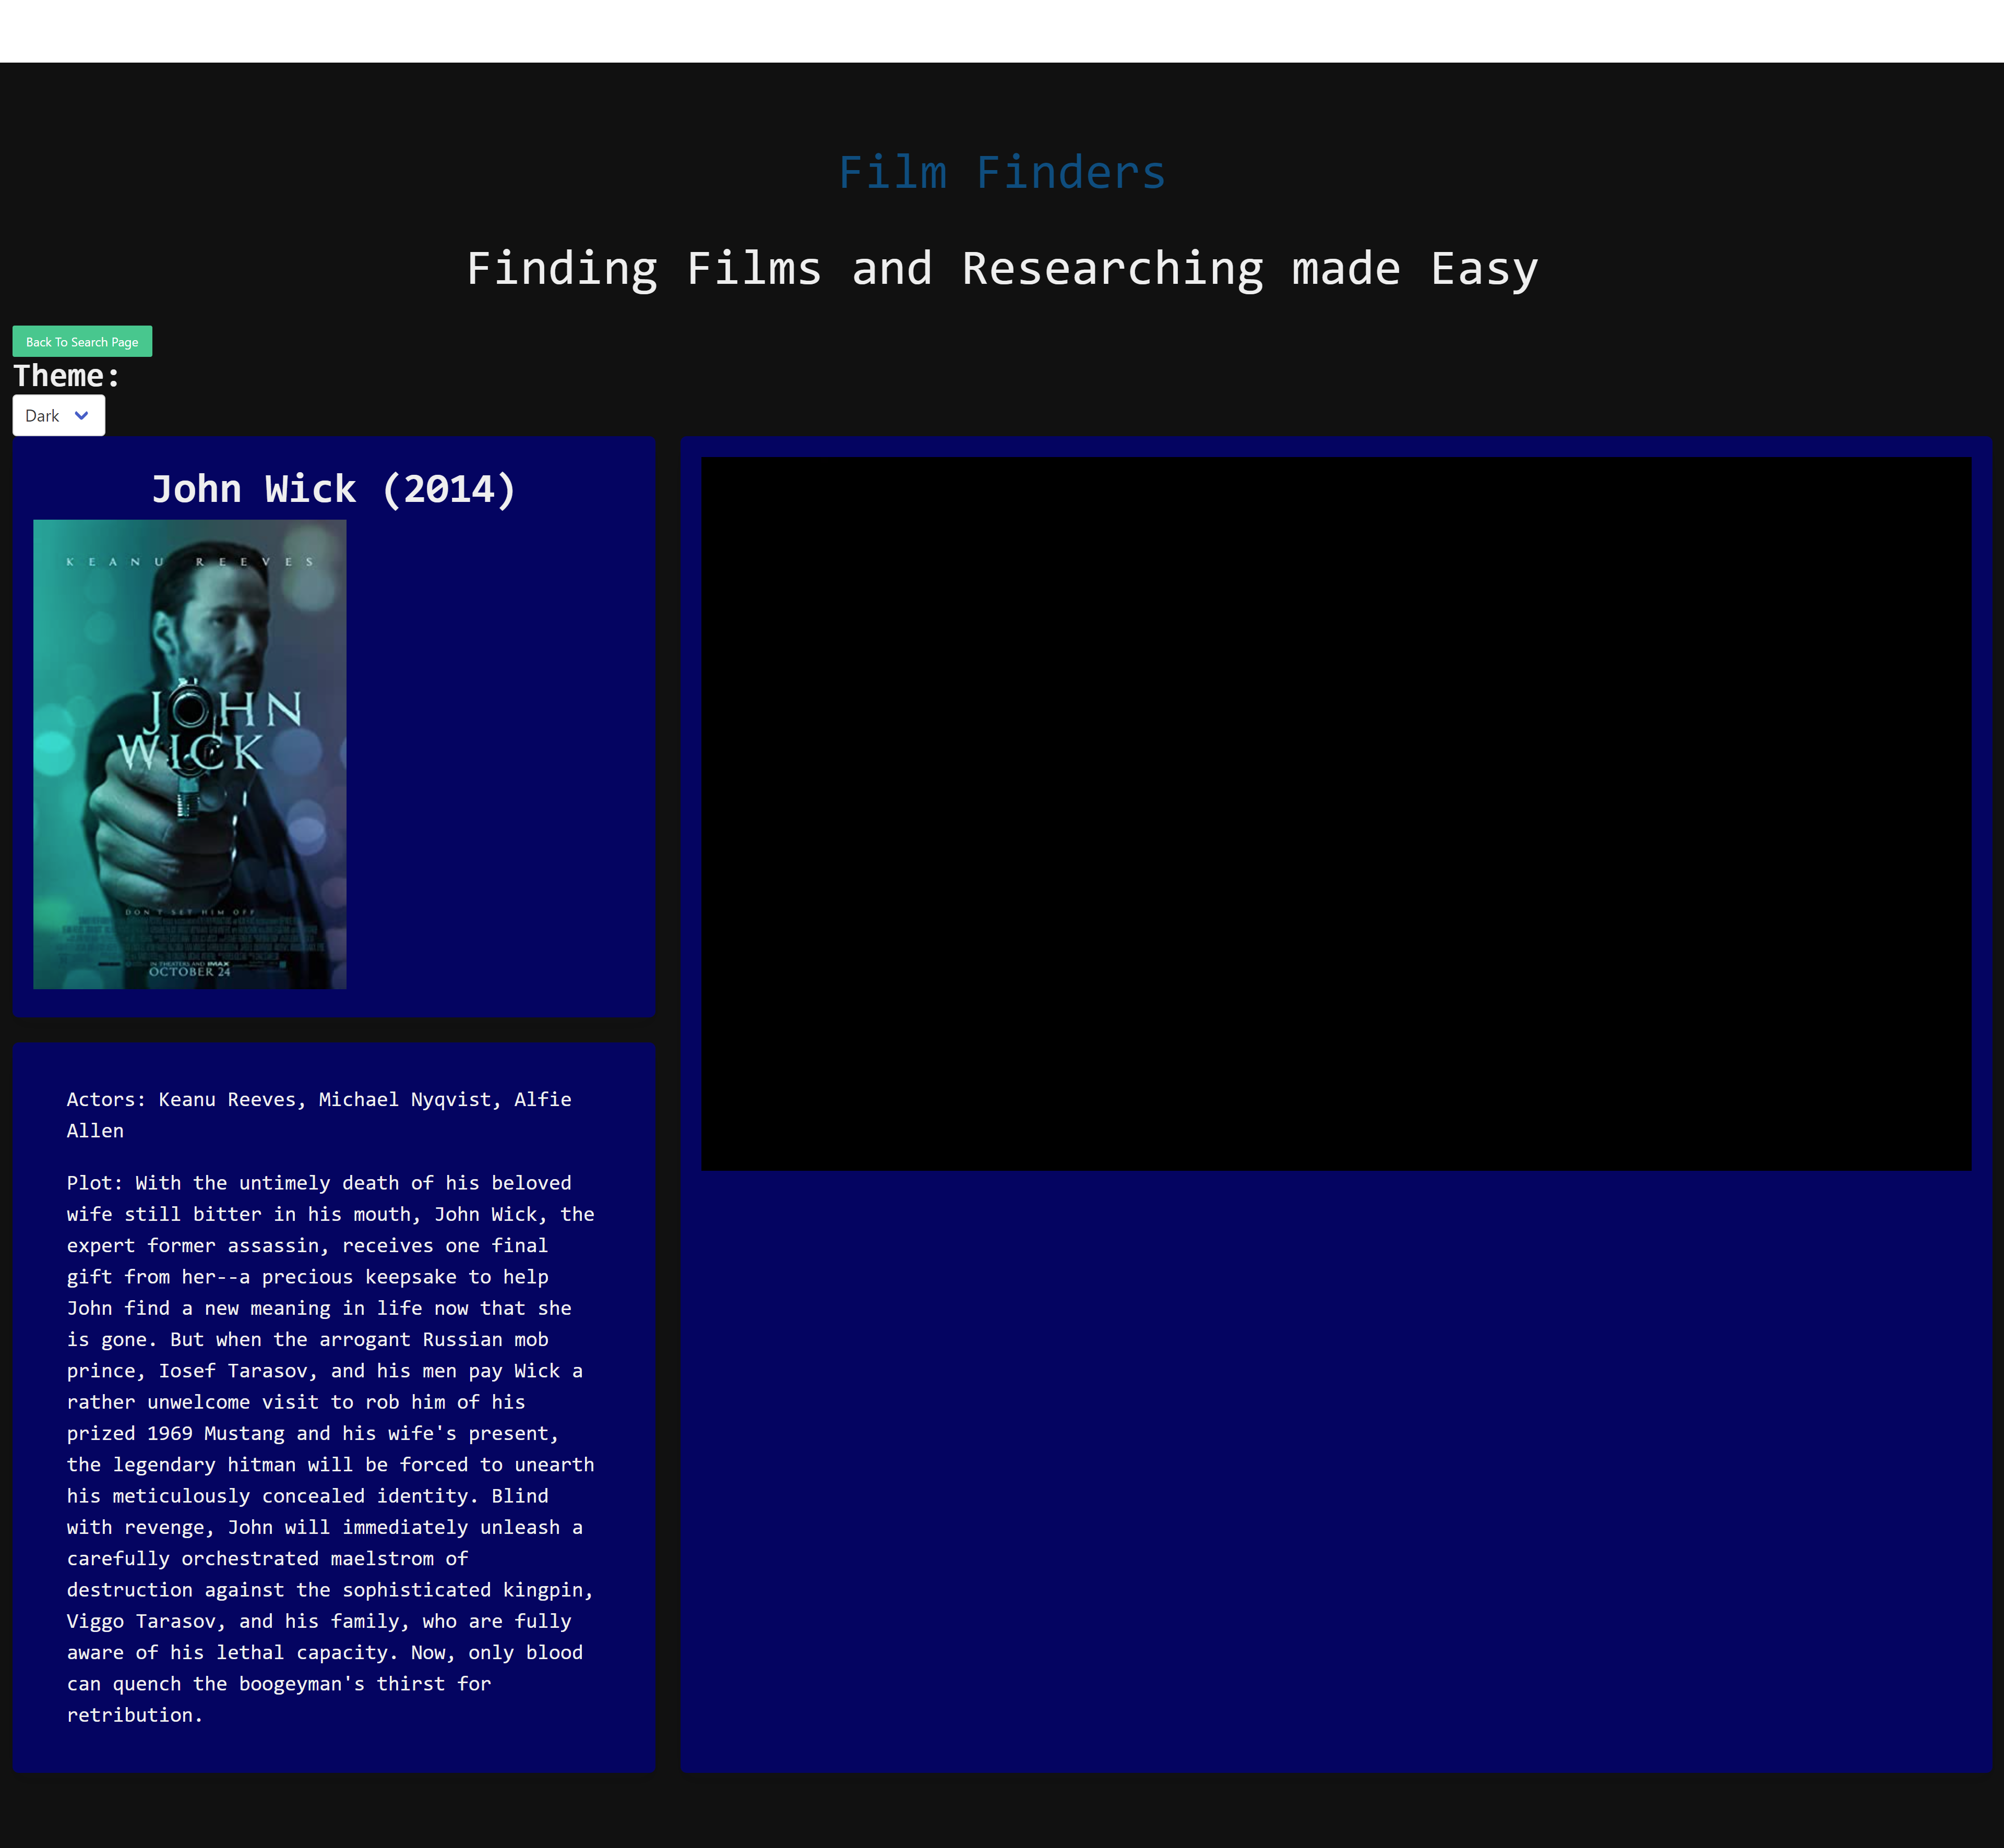 Film Finders
Finding Films and Researching made Easy
Back To Search Page
Theme:
Dark
John Wick (2014)
KEANU REEVES
JOHN
WICK
DON'T SET HIM OFF
IN THEATERS AND IMAX
OCTOBER 24
Actors: Keanu Reeves, Michael Nyqvist, Alfie
Allen
Plot: With the untimely death of his beloved
wife still bitter in his mouth, John Wick, the
expert former assassin, receives one final
gift from her--a precious keepsake to help
John find a new meaning in life now that she
is gone. But when the arrogant Russian mob
prince, Iosef Tarasov, and his men pay Wick a
rather unwelcome visit to rob him of his
prized 1969 Mustang and his wife's present,
the legendary hitman will be forced to unearth
his meticulously concealed identity. Blind
with revenge, John will immediately unleash a
carefully orchestrated maelstrom of
destruction against the sophisticated kingpin,
Viggo Tarasov, and his family, who are fully
aware of his lethal capacity. Now, only blood
can quench the boogeyman's thirst for
retribution.